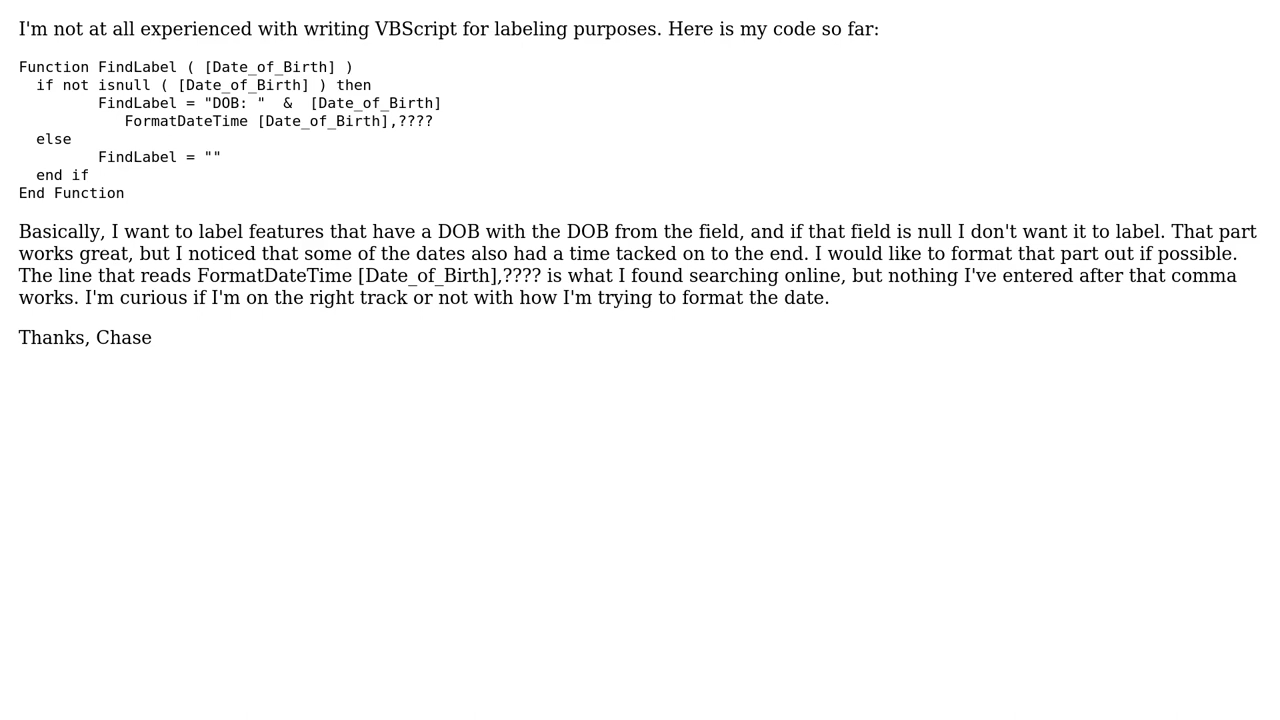 I'm not at all experienced with writing VBScript for labeling purposes. Here is my code so far:
Function FindLabel ( [Date_of_Birth] )
  if not isnull ( [Date_of_Birth] ) then
         FindLabel = "DOB: "  &  [Date_of_Birth]
            FormatDateTime [Date_of_Birth],????
  else
         FindLabel = ""
  end if
End Function
Basically, I want to label features that have a DOB with the DOB from the field, and if that field is null I don't want it to label. That part
works great, but I noticed that some of the dates also had a time tacked on to the end. I would like to format that part out if possible.
The line that reads FormatDateTime [Date_of_Birth],???? is what I found searching online, but nothing I've entered after that comma
works. I'm curious if I'm on the right track or not with how I'm trying to format the date.
Thanks, Chase